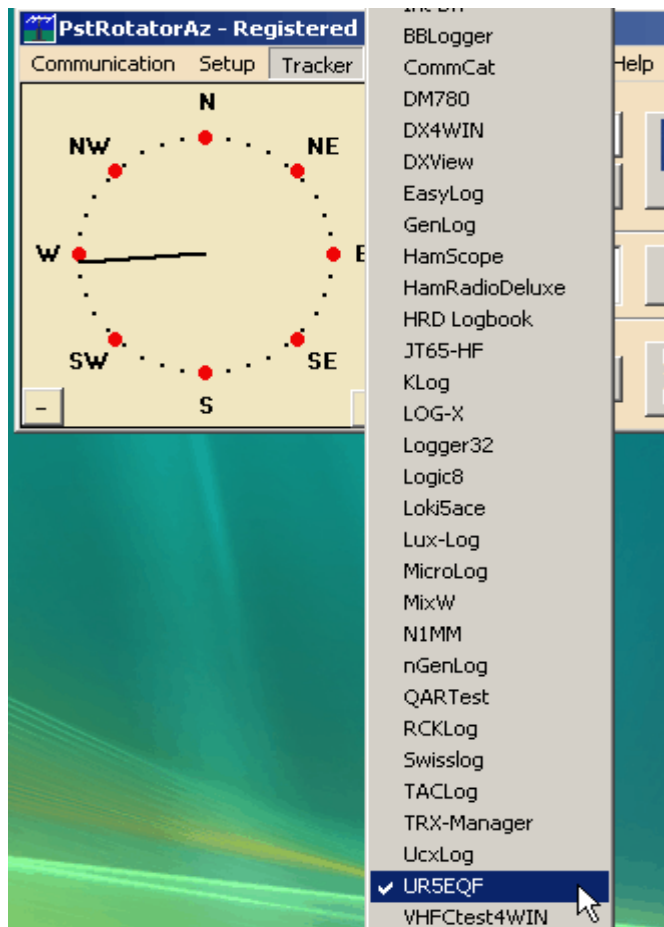 PstRotatorAz - Registered
Communication Setup Tracker
Help
N
NW
NE
W
E
SW
SE
S
-
BBLogger
CommCat
DM780
DX4WIN
DXView
EasyLog
GenLog
HamScope
HamRadioDeluxe
HRD Logbook
JT65-HF
KLog
LOG-X
Logger32
Logic8
Loki5ace
Lux-Log
MicroLog
MixW
N1MM
nGenLog
QARTest
RCKLog
Swisslog
TACLog
TRX-Manager
UcxLog
UR5EQF
VHFCtest4WIN